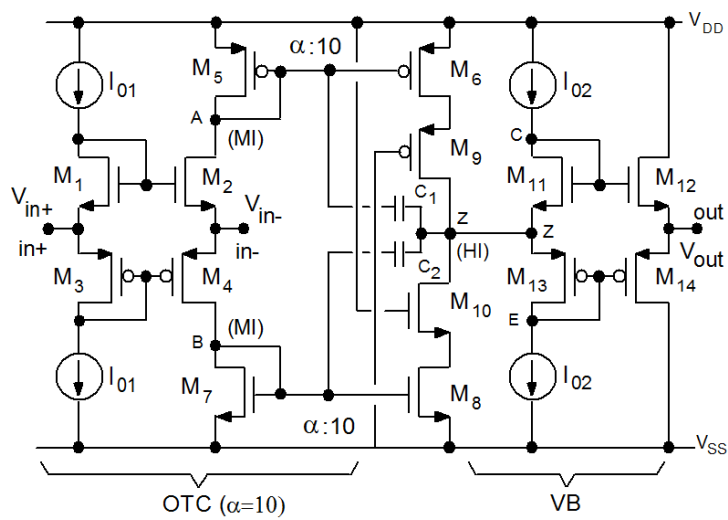 V_DD
α:10
M_5
M_6
I_01
I_02
A
(MI)
C
M_9
M_1
M_2
M_11
M_12
C_1
V_in+
V_in-
Z
Z
out
in+
in-
(HI)
V_out
C_2
M_3
M_4
M_13
M_14
M_10
B
(MI)
E
I_01
M_7
M_8
I_02
α:10
V_SS
OTC (α=10)
VB